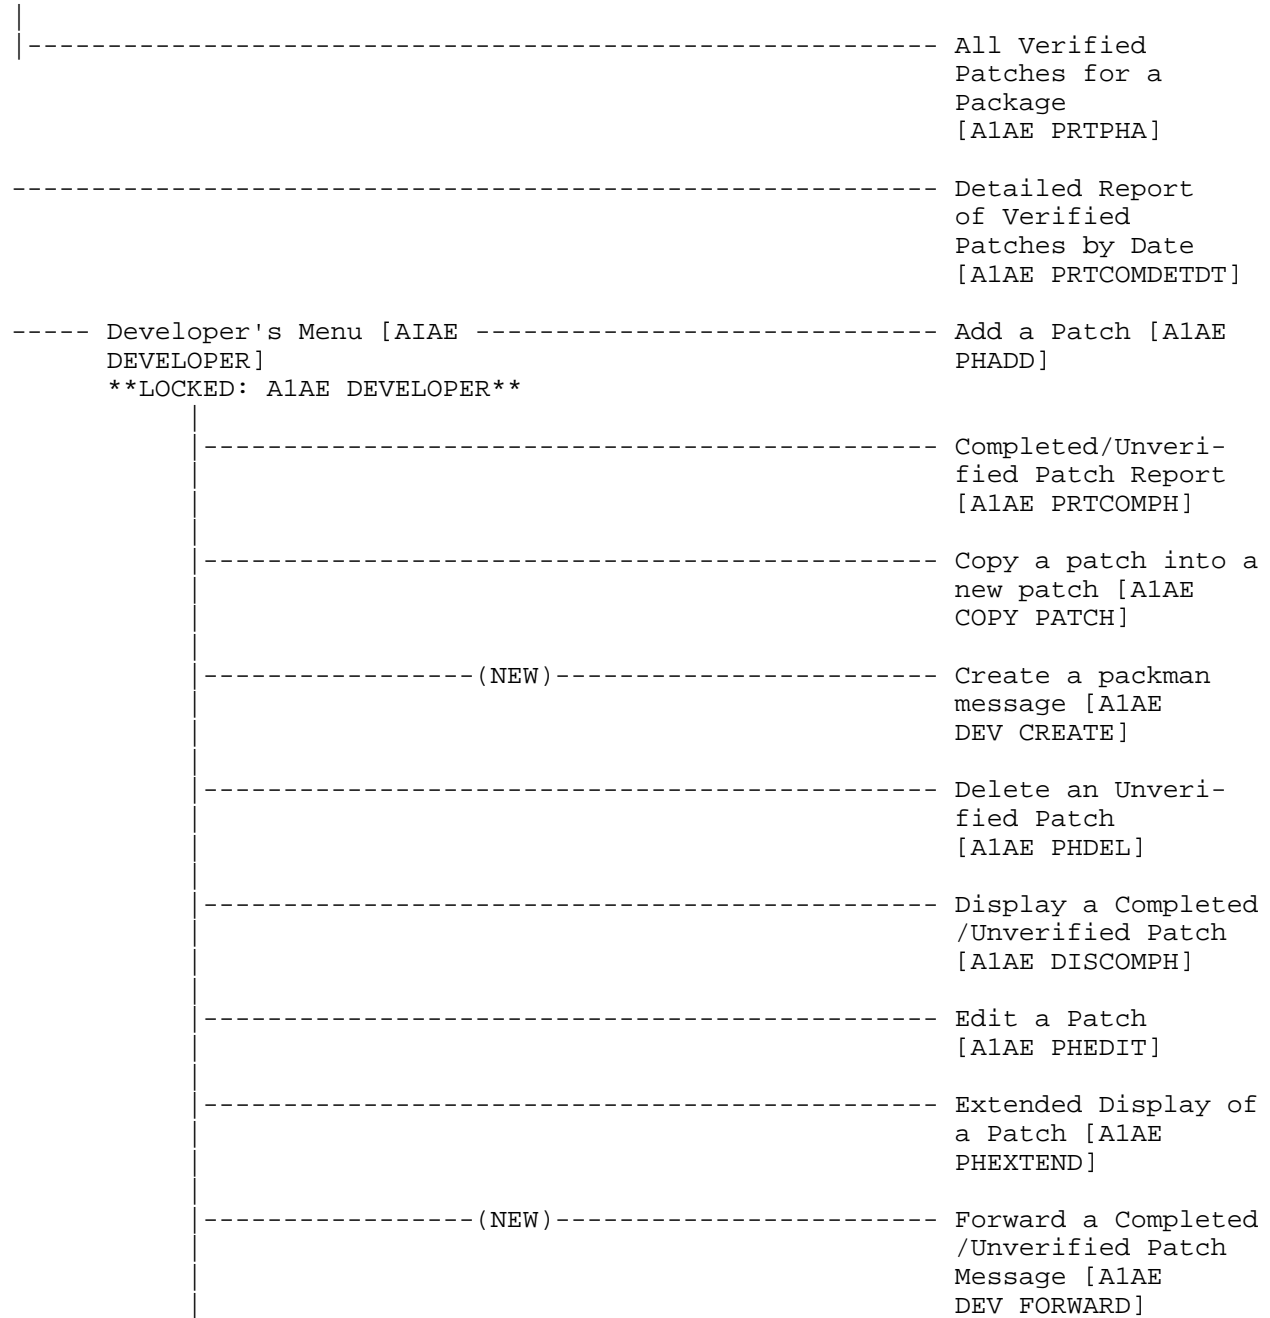 |
|--------------------------------------------------------- All Verified
Patches for a
Package
[A1AE PRTPHA]
---------------------------------------------------------- Detailed Report
of Verified
Patches by Date
[A1AE PRTCOMDETDT]
----- Developer's Menu [AIAE ----------------------------- Add a Patch [A1AE
DEVELOPER] PHADD]
**LOCKED: A1AE DEVELOPER**
|
|---------------------------------------------- Completed/Unveri-
| fied Patch Report
| [A1AE PRTCOMPH]
|
|---------------------------------------------- Copy a patch into a
| new patch [A1AE
| COPY PATCH]
|
|-----------------(NEW)------------------------ Create a packman
| message [A1AE
| DEV CREATE]
|
|---------------------------------------------- Delete an Unveri-
| fied Patch
| [A1AE PHDEL]
|
|---------------------------------------------- Display a Completed
| /Unverified Patch
| [A1AE DISCOMPH]
|
|---------------------------------------------- Edit a Patch
| [A1AE PHEDIT]
|
|---------------------------------------------- Extended Display of
| a Patch [A1AE
| PHEXTEND]
|
|-----------------(NEW)------------------------ Forward a Completed
| /Unverified Patch
| Message [A1AE
| DEV FORWARD]